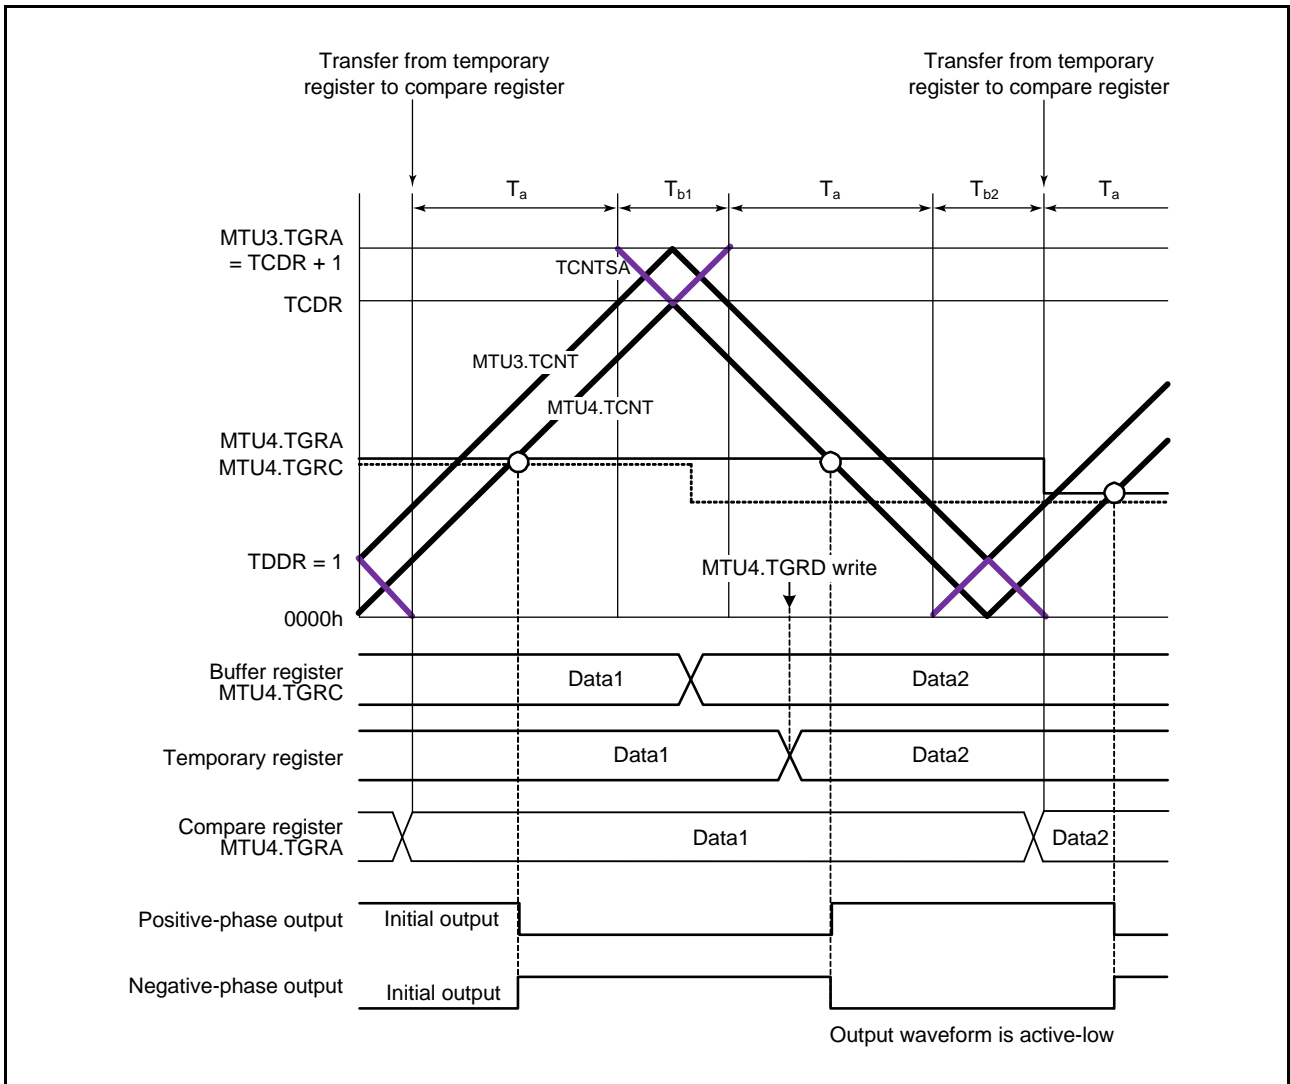 Transfer from temporary
register to compare register
Transfer from temporary
register to compare register
Ta
Tb1
Ta
Tb2
Ta
MTU3.TGRA
= TCDR + 1
TCNTSA
TCDR
MTU3.TCNT
MTU4.TCNT
MTU4.TGRA
MTU4.TGRC
TDDR = 1
MTU4.TGRD write
0000h
Buffer register
MTU4.TGRC
Data1
Data2
Temporary register
Data1
Data2
Compare register
MTU4.TGRA
Data1
Data2
Positive-phase output
Initial output
Negative-phase output
Initial output
Output waveform is active-low